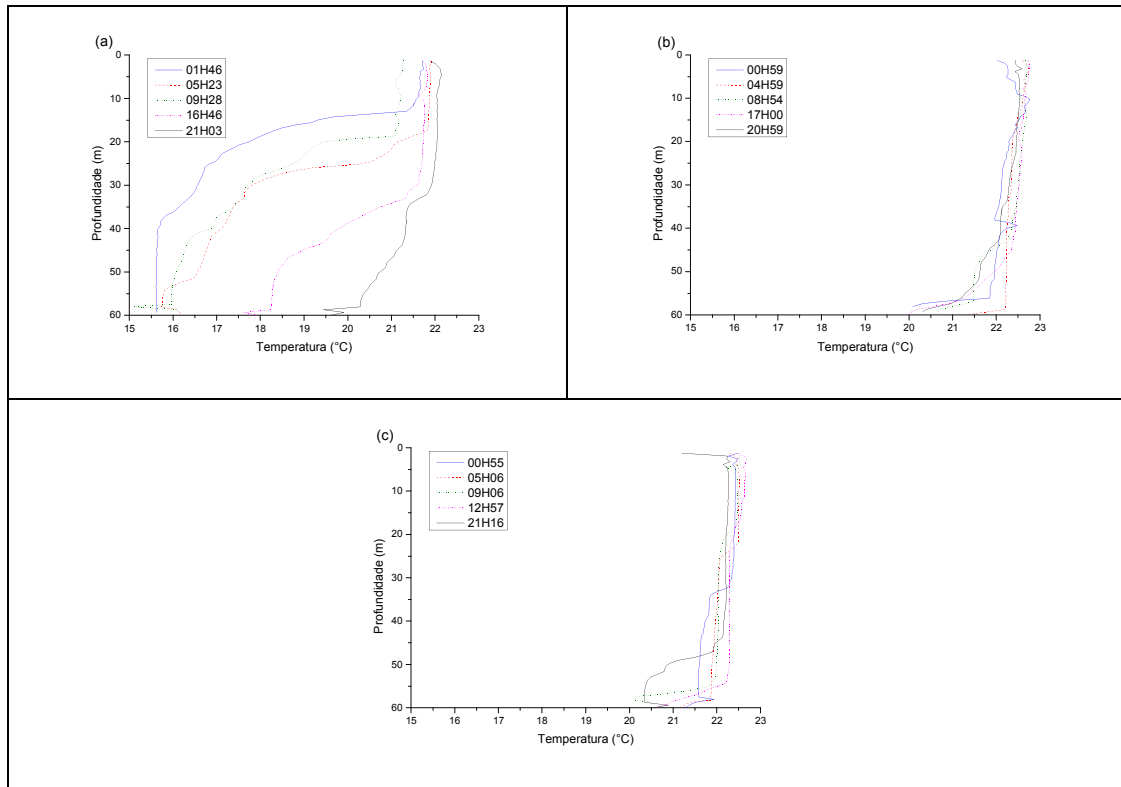 (a)
0
10
20
30
40
50
60
Profundidade (m)
01H46
05H23
09H28
16H46
21H03
15 16 17 18 19 20 21 22 23
Temperatura (°C)
(b)
0
10
20
30
40
50
60
Profundidade (m)
00H59
04H59
08H54
17H00
20H59
15 16 17 18 19 20 21 22 23
Temperatura (°C)
(c)
0
10
20
30
40
50
60
Profundidade (m)
00H55
05H06
09H06
12H57
21H16
15 16 17 18 19 20 21 22 23
Temperatura (°C)